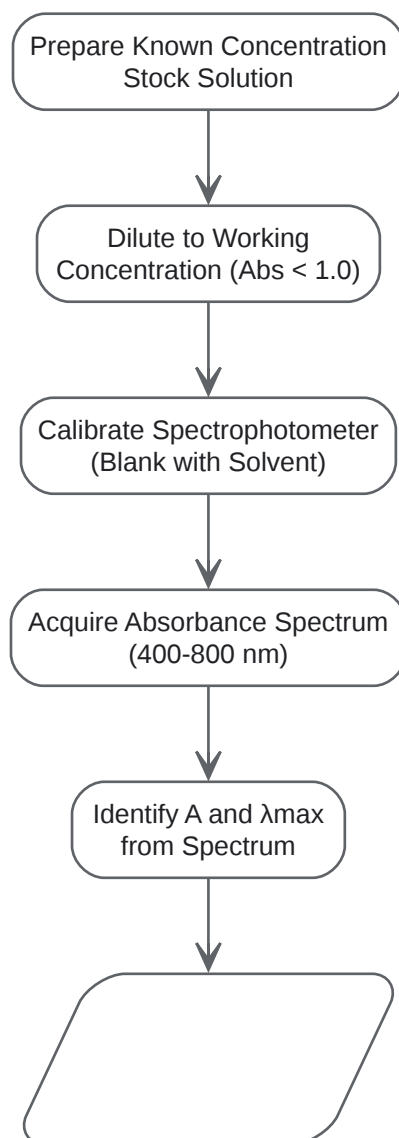 Prepare Known Concentration
Stock Solution
Dilute to Working
Concentration (Abs < 1.0)
Calibrate Spectrophotometer
(Blank with Solvent)
Acquire Absorbance Spectrum
(400-800 nm)
Identify A and λmax
from Spectrum